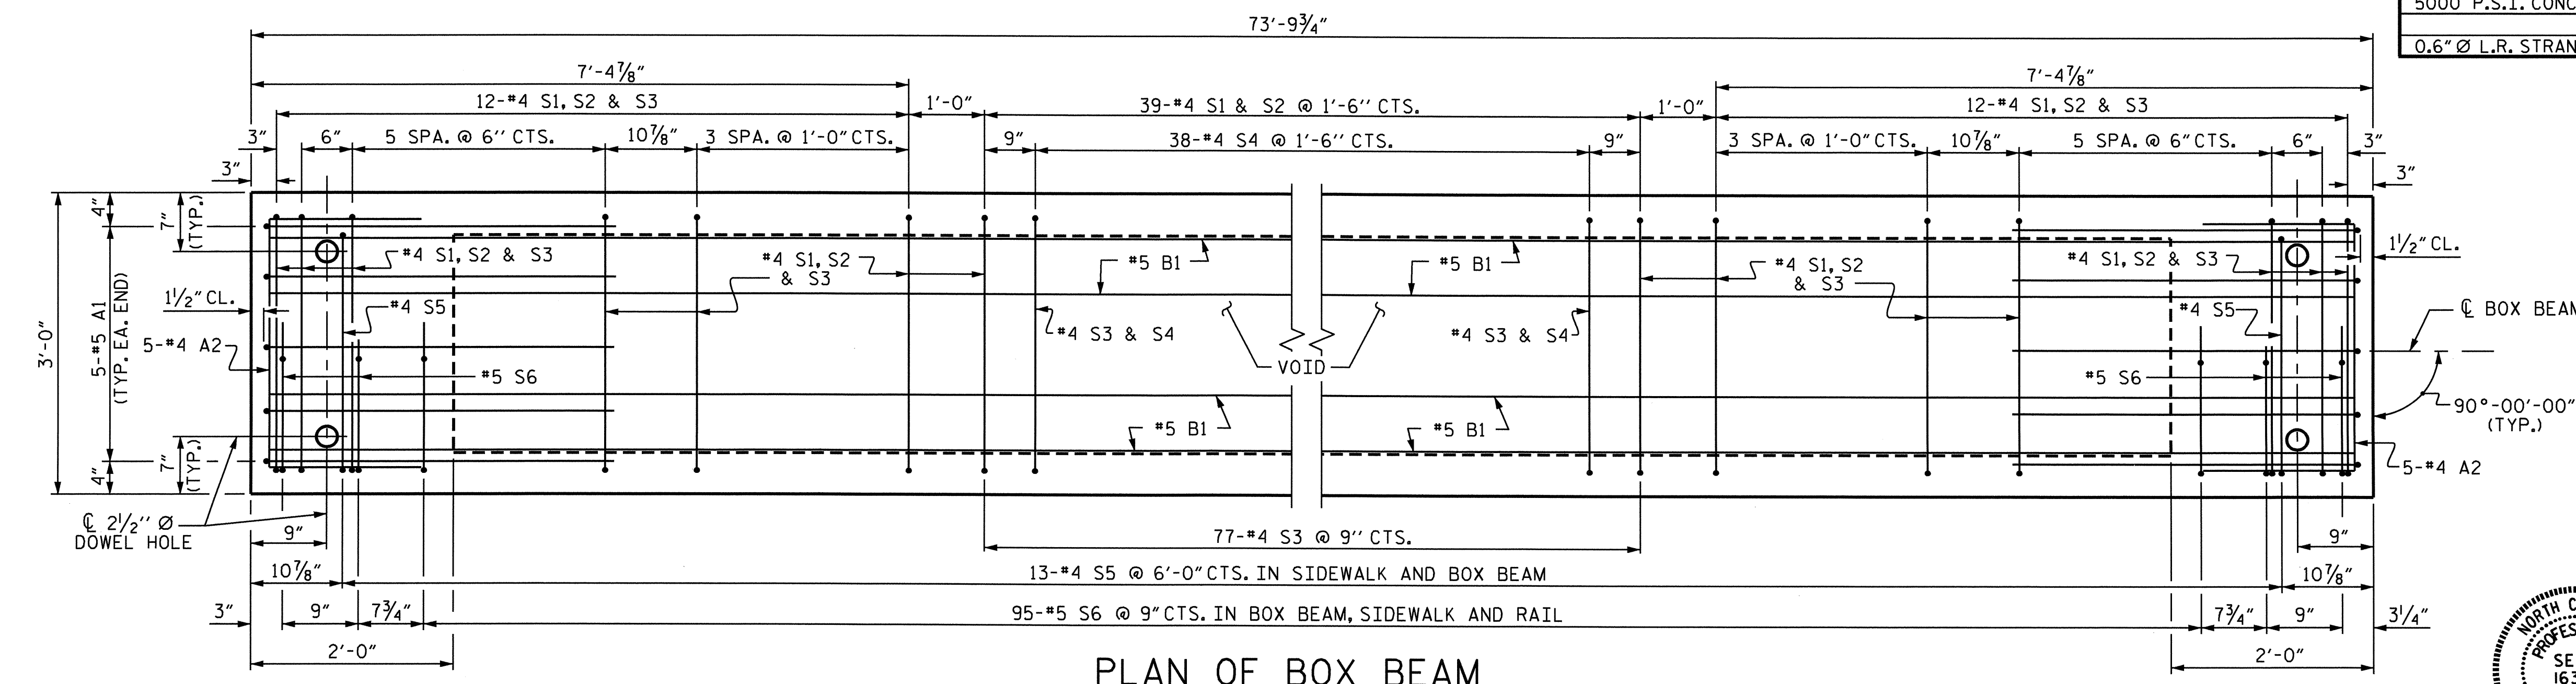 5000 P.S.I. CONC
0.6" Ø L.R. STRAN
73'-9¾"
7'-4⅞"
7'-4⅞"
12-#4 S1, S2 & S3
1'-0"
39-#4 S1 & S2 @ 1'-6" CTS.
1'-0"
12-#4 S1, S2 & S3
3"
6"
5 SPA. @ 6" CTS.
10⅞"
3 SPA. @ 1'-0" CTS.
9"
38-#4 S4 @ 1'-6" CTS.
9"
3 SPA. @ 1'-0" CTS.
10⅞"
5 SPA. @ 6" CTS.
6"
3"
3"
3"
4"
7"
(TYP.)
#4 S1, S2 & S3
#4 S1, S2
& S3
#5 B1
#5 B1
#4 S1, S2
& S3
#4 S1, S2 & S3
1½" CL.
1½" CL.
3'-0"
5-#5 A1
(TYP. EA. END)
#4 S5
#4 S3 & S4
VOID
#4 S3 & S4
#4 S5
℄ BOX BEAM
5-#4 A2
#5 S6
#5 S6
90°-00'-00"
(TYP.)
#5 B1
#5 B1
4"
7"
(TYP.)
5-#4 A2
℄ 2½" Ø
DOWEL HOLE
9"
77-#4 S3 @ 9" CTS.
9"
10⅞"
13-#4 S5 @ 6'-0" CTS. IN SIDEWALK AND BOX BEAM
10⅞"
3"
9"
7¾"
95-#5 S6 @ 9" CTS. IN BOX BEAM, SIDEWALK AND RAIL
7¾"
9"
3¼"
2'-0"
2'-0"
PLAN OF BOX BEAM
NORTH C
PROFES
SE
163